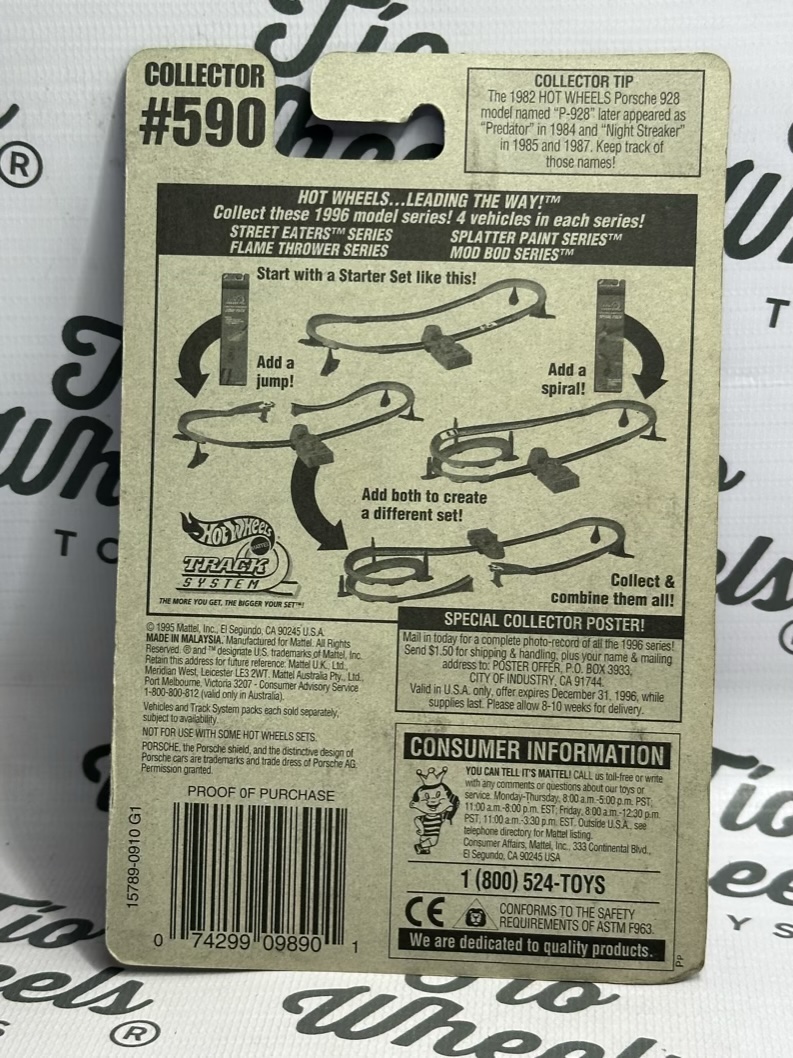 COLLECTOR
#590
COLLECTOR TIP
The 1982 HOT WHEELS Porsche 928
model named "P-928" later appeared as
"Predator" in 1984 and "Night Streaker"
in 1985 and 1987. Keep track of
those names!
HOT WHEELS...LEADING THE WAY!™
Collect these 1996 model series! 4 vehicles in each series!
STREET EATERS™ SERIES SPLATTER PAINT SERIES™
FLAME THROWER SERIES MOD BOD SERIES™
Start with a Starter Set like this!
Add a
jump!
Add a
spiral!
Add both to create
a different set!
HOT WHEELS
MATTEL
TRACK
SYSTEM
THE MORE YOU GET, THE BIGGER YOUR SET!™
Collect &
combine them all!
© 1995 Mattel, Inc., El Segundo, CA 90245 U.S.A.
MADE IN MALAYSIA. Manufactured for Mattel. All Rights
Reserved. ® and ™ designate U.S. trademarks of Mattel, Inc.
Retain this address for future reference: Mattel U.K., Ltd.,
Meridian West, Leicester LE3 2WT. Mattel Australia Pty., Ltd.,
Port Melbourne, Victoria 3207 - Consumer Advisory Service
1-800-800-812 (valid only in Australia).
Vehicles and Track System packs each sold separately,
subject to availability.
NOT FOR USE WITH SOME HOT WHEELS SETS.
PORSCHE, the Porsche shield, and the distinctive design of
Porsche cars are trademarks and trade dress of Porsche AG.
Permission granted.
SPECIAL COLLECTOR POSTER!
Mail in today for a complete photo-record of all the 1996 series!
Send $1.50 for shipping & handling, plus your name & mailing
address to: POSTER OFFER, P.O. BOX 3933,
CITY OF INDUSTRY, CA 91744.
Valid in U.S.A. only, offer expires December 31, 1996, while
supplies last. Please allow 8-10 weeks for delivery.
CONSUMER INFORMATION
YOU CAN TELL IT'S MATTEL! CALL us toll-free or write
with any comments or questions about our toys or
service. Monday-Thursday, 8:00 a.m.-5:00 p.m. PST,
11:00 a.m.-8:00 p.m. EST; Friday, 8:00 a.m.-12:30 p.m.
PST, 11:00 a.m.-3:30 p.m. EST. Outside U.S.A., see
telephone directory for Mattel listing.
Consumer Affairs, Mattel, Inc., 333 Continental Blvd.,
El Segundo, CA 90245 USA
1 (800) 524-TOYS
CE CONFORMS TO THE SAFETY
REQUIREMENTS OF ASTM F963.
We are dedicated to quality products.
PP
PROOF OF PURCHASE
15789-0910 G1
0 74299 09890 1
Tio
Wheels
®